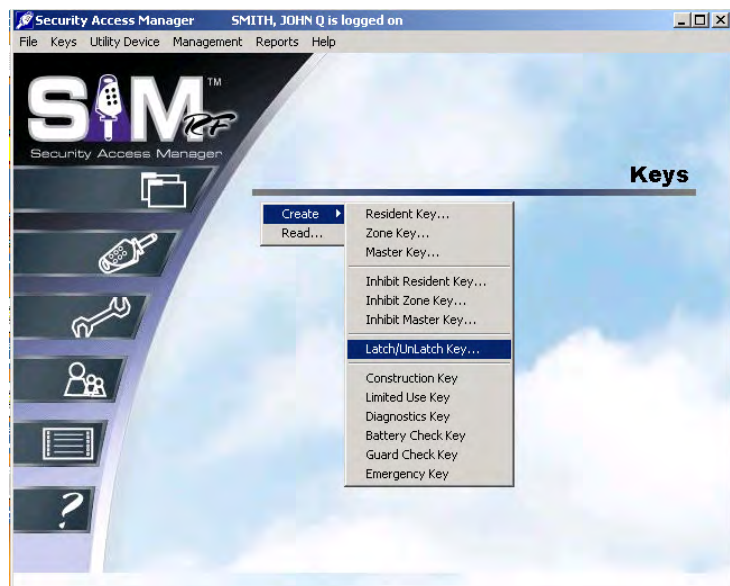 Security Access Manager SMITH, JOHN Q is logged on
File Keys Utility Device Management Reports Help
SAM TM
RF
Security Access Manager
Keys
Create
Read...
Resident Key...
Zone Key...
Master Key...
Inhibit Resident Key...
Inhibit Zone Key...
Inhibit Master Key...
Latch/UnLatch Key...
Construction Key
Limited Use Key
Diagnostics Key
Battery Check Key
Guard Check Key
Emergency Key
?